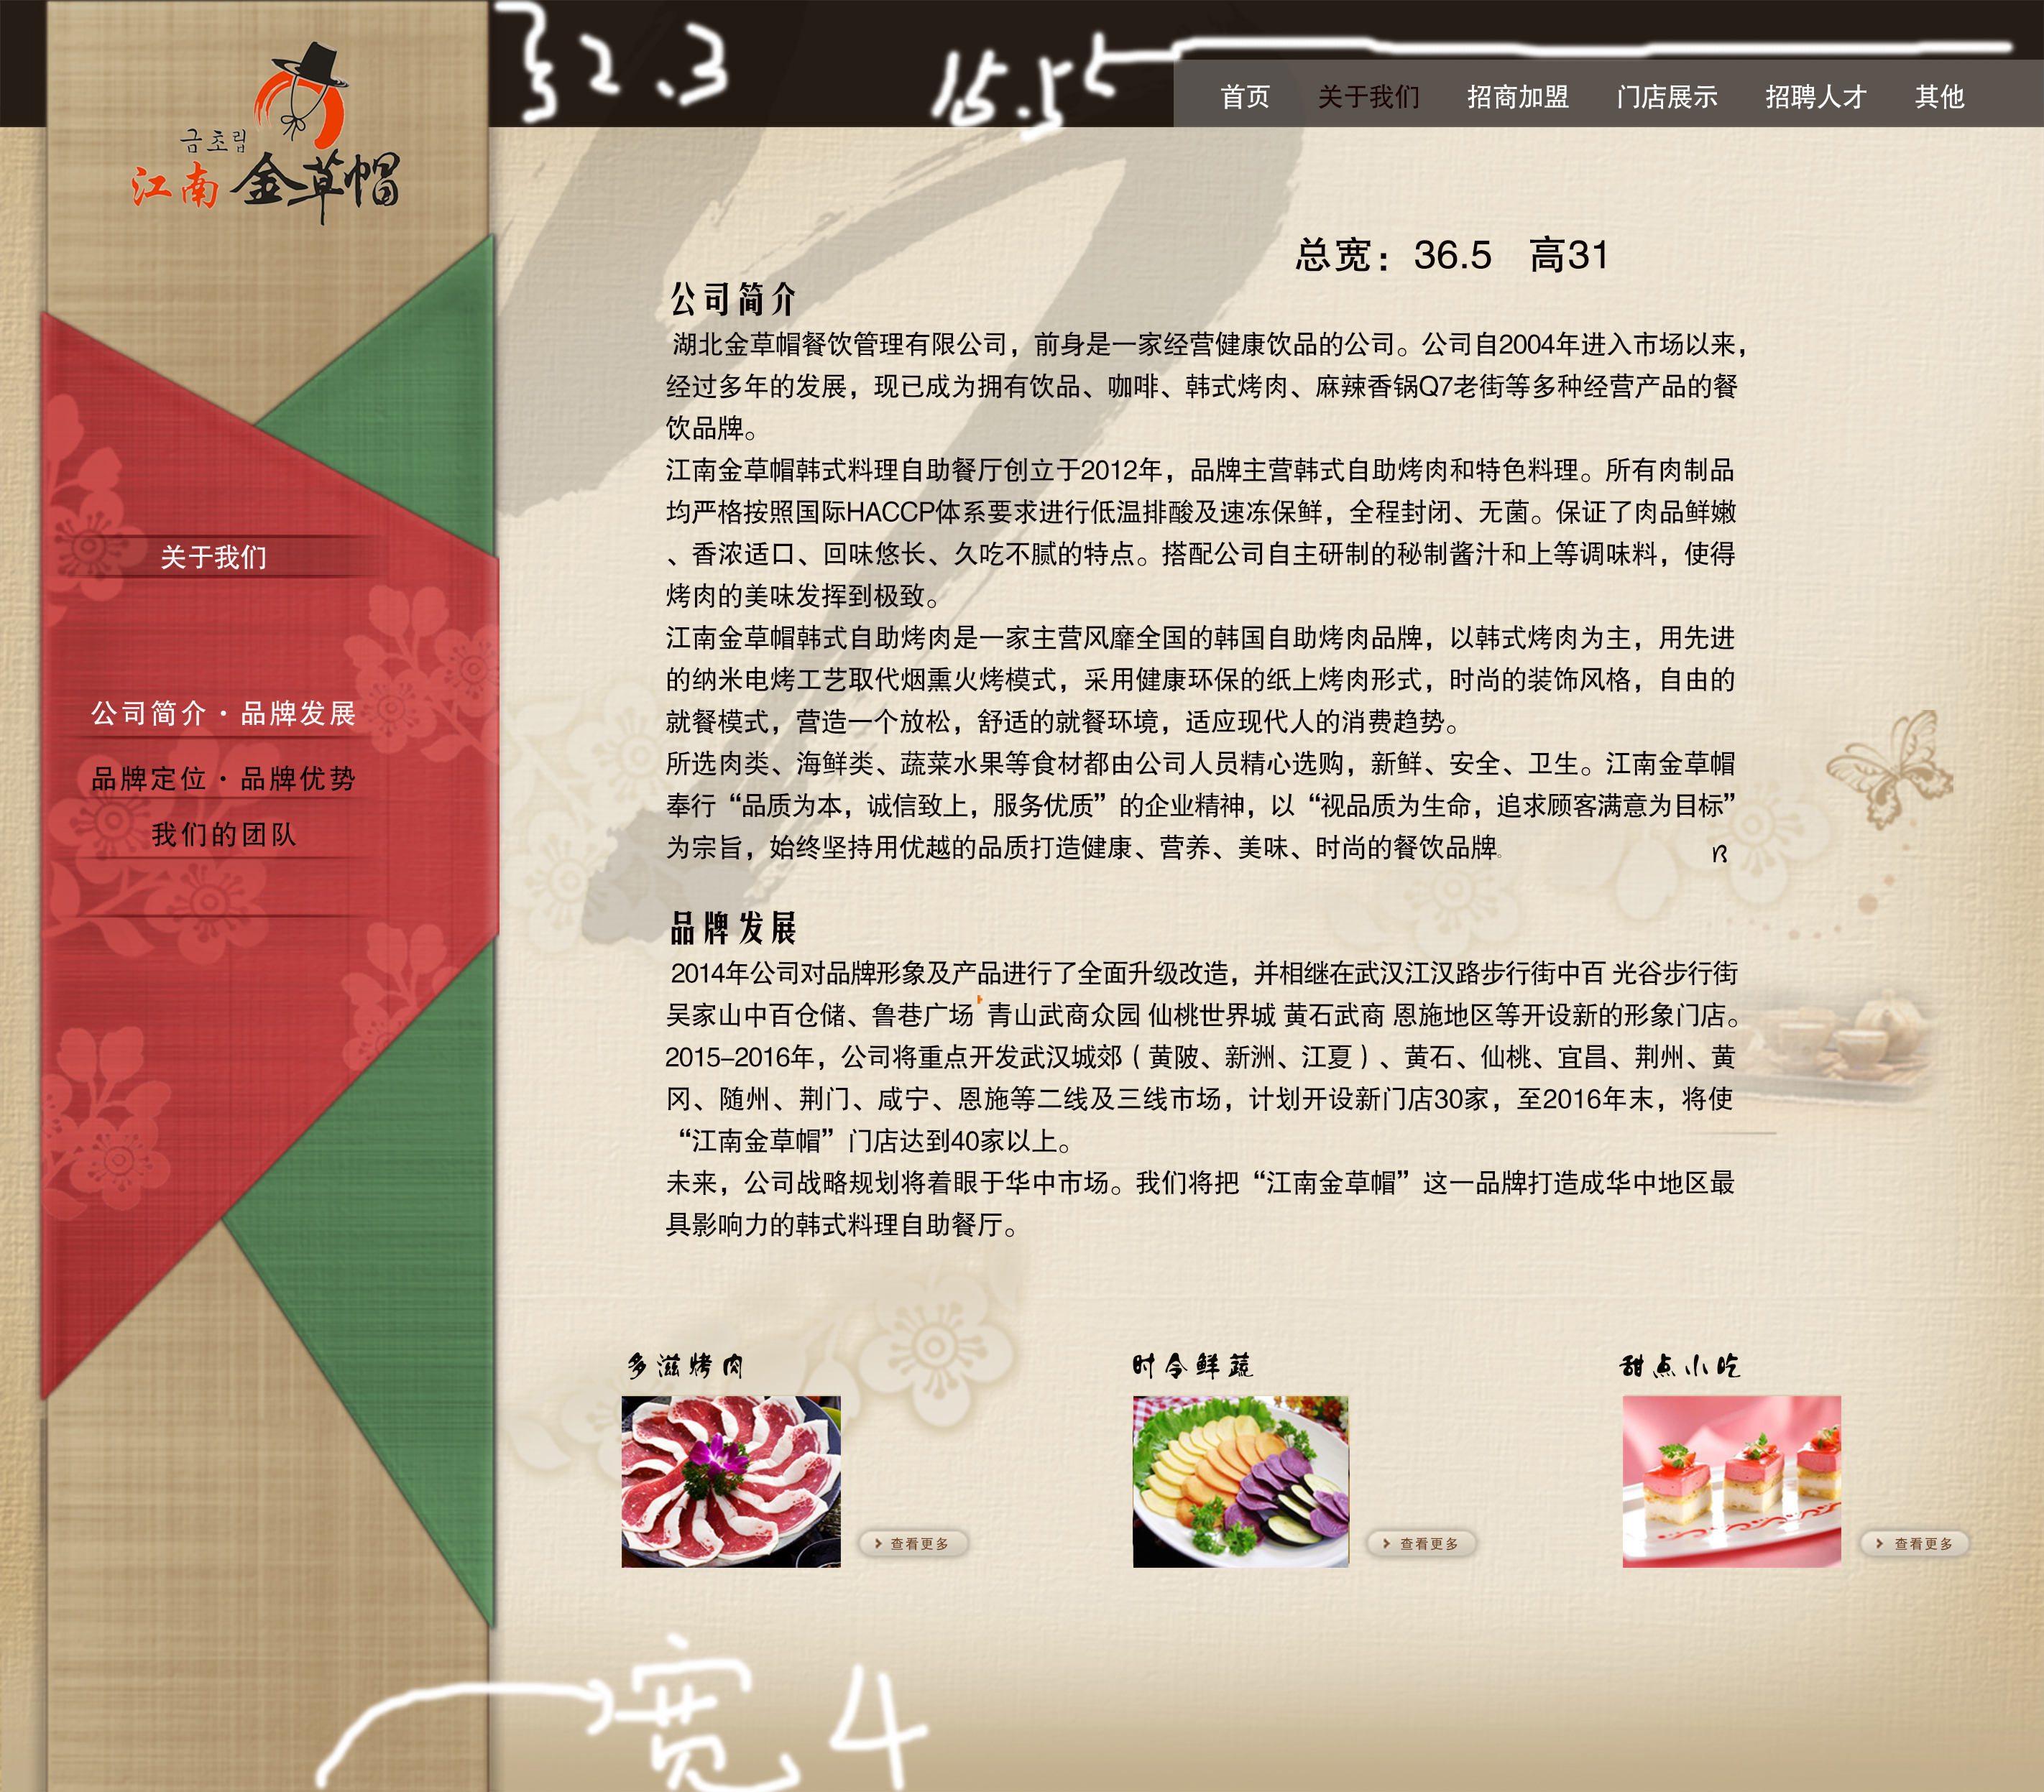 2.3
15.5
首页 关于我们 招商加盟 门店展示 招聘人才 其他
금초립
江南 金草帽
总宽：36.5 高31
关于我们
公司简介·品牌发展
品牌定位·品牌优势
我们的团队
公司简介
湖北金草帽餐饮管理有限公司，前身是一家经营健康饮品的公司。公司自2004年进入市场以来，
经过多年的发展，现已成为拥有饮品、咖啡、韩式烤肉、麻辣香锅Q7老街等多种经营产品的餐
饮品牌。
江南金草帽韩式料理自助餐厅创立于2012年，品牌主营韩式自助烤肉和特色料理。所有肉制品
均严格按照国际HACCP体系要求进行低温排酸及速冻保鲜，全程封闭、无菌。保证了肉品鲜嫩
、香浓适口、回味悠长、久吃不腻的特点。搭配公司自主研制的秘制酱汁和上等调味料，使得
烤肉的美味发挥到极致。
江南金草帽韩式自助烤肉是一家主营风靡全国的韩国自助烤肉品牌，以韩式烤肉为主，用先进
的纳米电烤工艺取代烟熏火烤模式，采用健康环保的纸上烤肉形式，时尚的装饰风格，自由的
就餐模式，营造一个放松，舒适的就餐环境，适应现代人的消费趋势。
所选肉类、海鲜类、蔬菜水果等食材都由公司人员精心选购，新鲜、安全、卫生。江南金草帽
奉行“品质为本，诚信致上，服务优质”的企业精神，以“视品质为生命，追求顾客满意为目标”
为宗旨，始终坚持用优越的品质打造健康、营养、美味、时尚的餐饮品牌。
品牌发展
2014年公司对品牌形象及产品进行了全面升级改造，并相继在武汉江汉路步行街中百 光谷步行街
吴家山中百仓储、鲁巷广场 青山武商众园 仙桃世界城 黄石武商 恩施地区等开设新的形象门店。
2015-2016年，公司将重点开发武汉城郊（黄陂、新洲、江夏）、黄石、仙桃、宜昌、荆州、黄
冈、随州、荆门、咸宁、恩施等二线及三线市场，计划开设新门店30家，至2016年末，将使
“江南金草帽”门店达到40家以上。
未来，公司战略规划将着眼于华中市场。我们将把“江南金草帽”这一品牌打造成华中地区最
具影响力的韩式料理自助餐厅。
多滋烤肉
时令鲜蔬
甜点小吃
查看更多
查看更多
查看更多
宽4